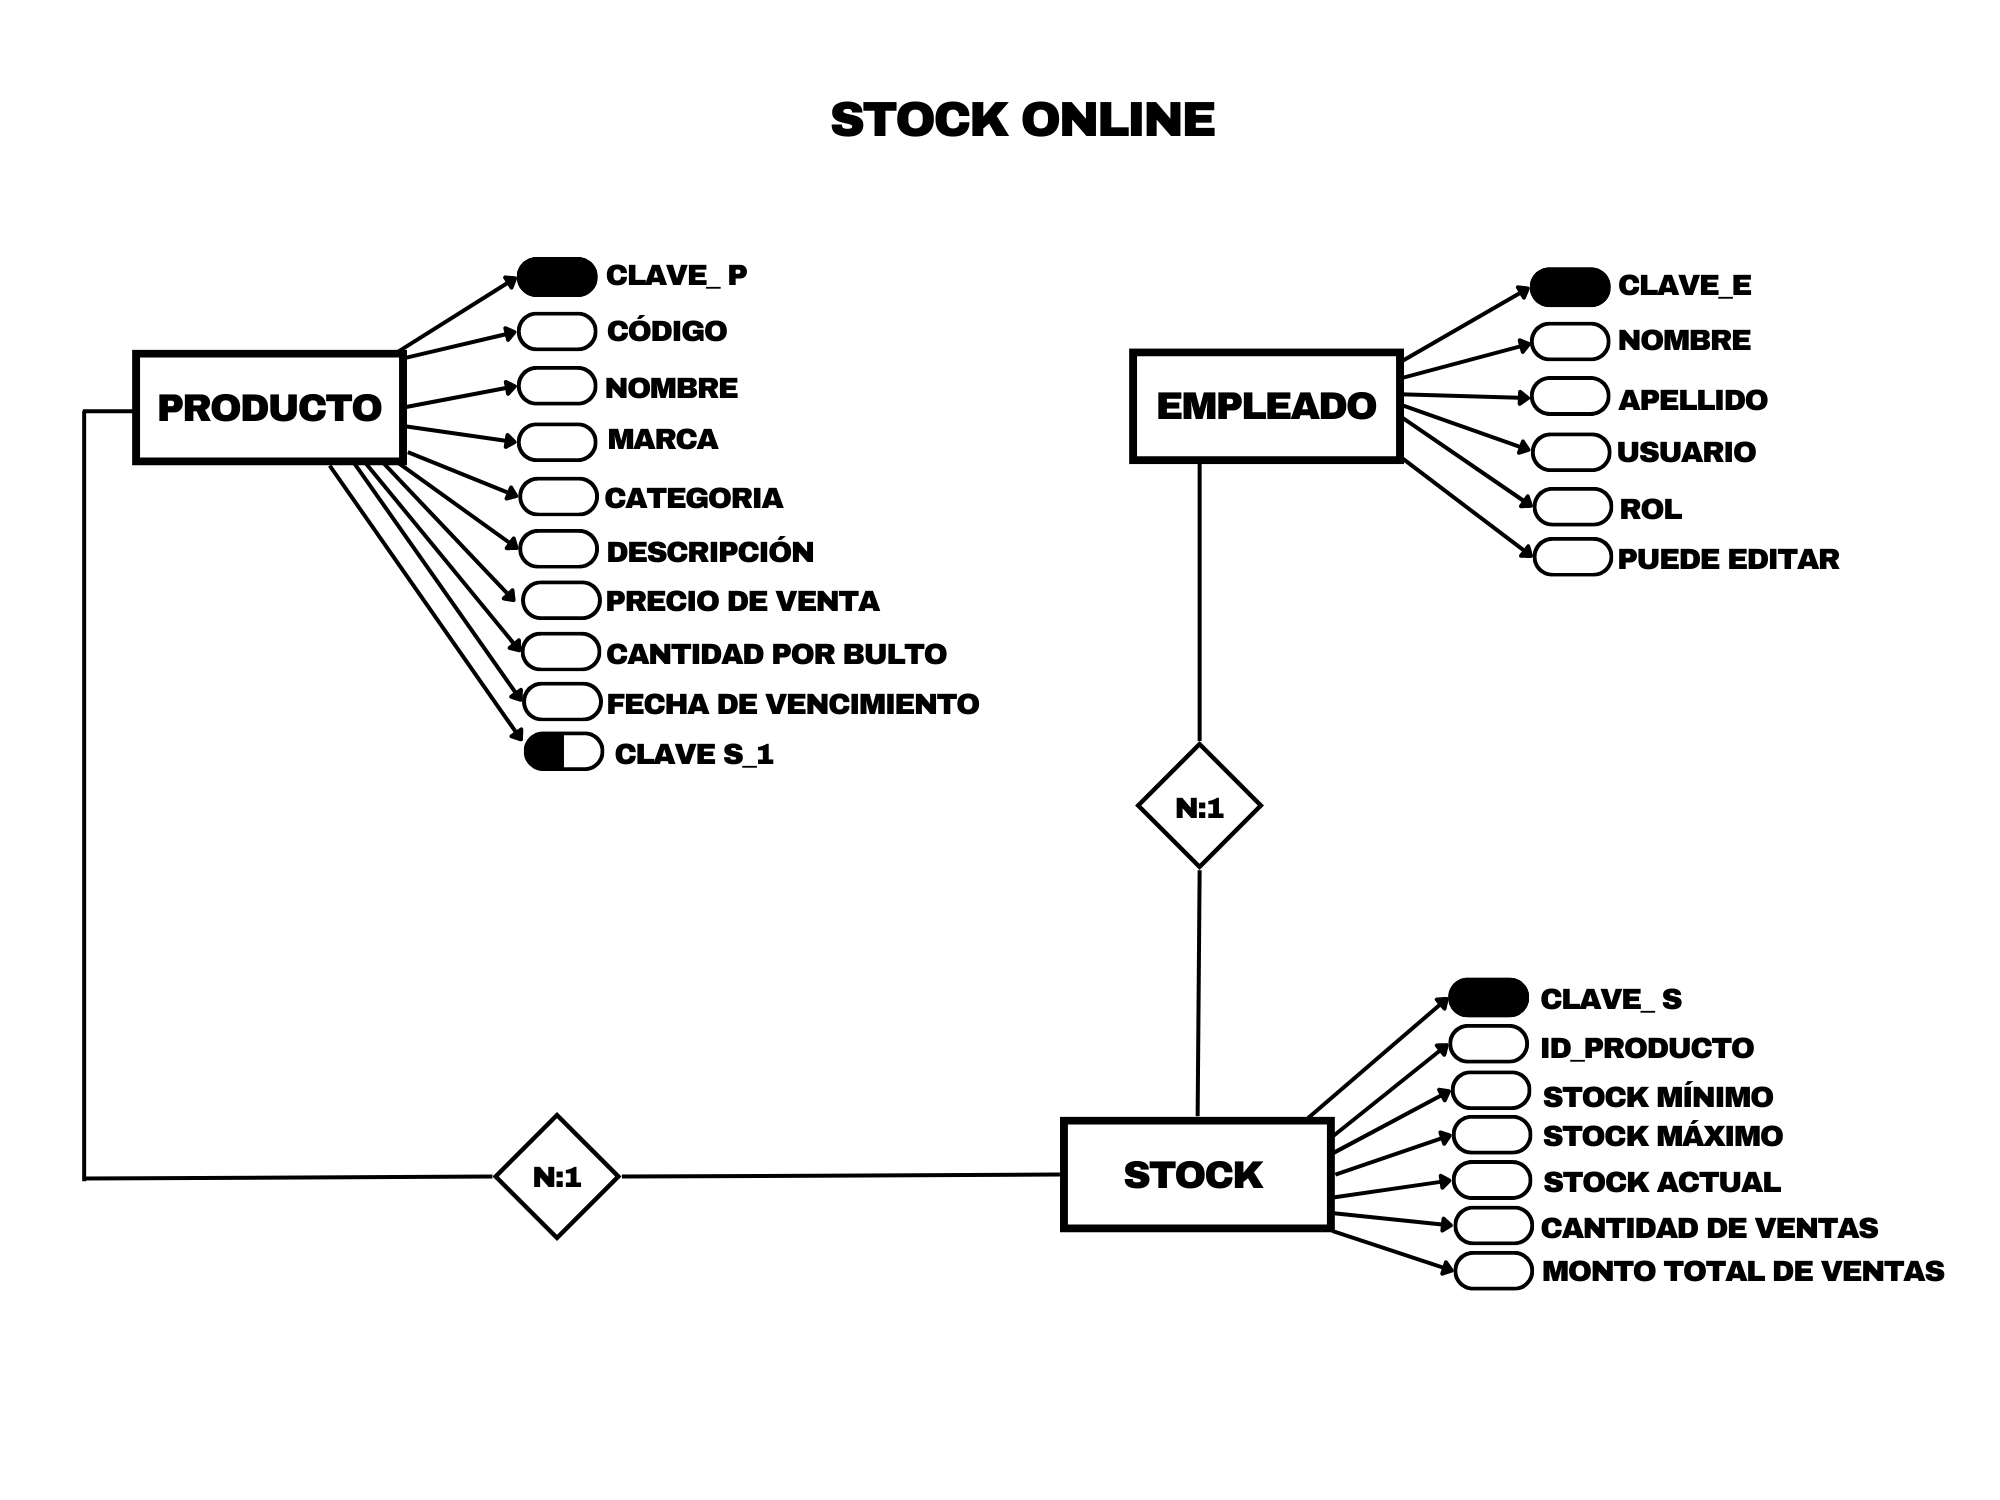 STOCK ONLINE
PRODUCTO
CLAVE_ P
CÓDIGO
NOMBRE
MARCA
CATEGORIA
DESCRIPCIÓN
PRECIO DE VENTA
CANTIDAD POR BULTO
FECHA DE VENCIMIENTO
CLAVE S_1
EMPLEADO
CLAVE_E
NOMBRE
APELLIDO
USUARIO
ROL
PUEDE EDITAR
N:1
N:1
STOCK
CLAVE_ S
ID_PRODUCTO
STOCK MÍNIMO
STOCK MÁXIMO
STOCK ACTUAL
CANTIDAD DE VENTAS
MONTO TOTAL DE VENTAS